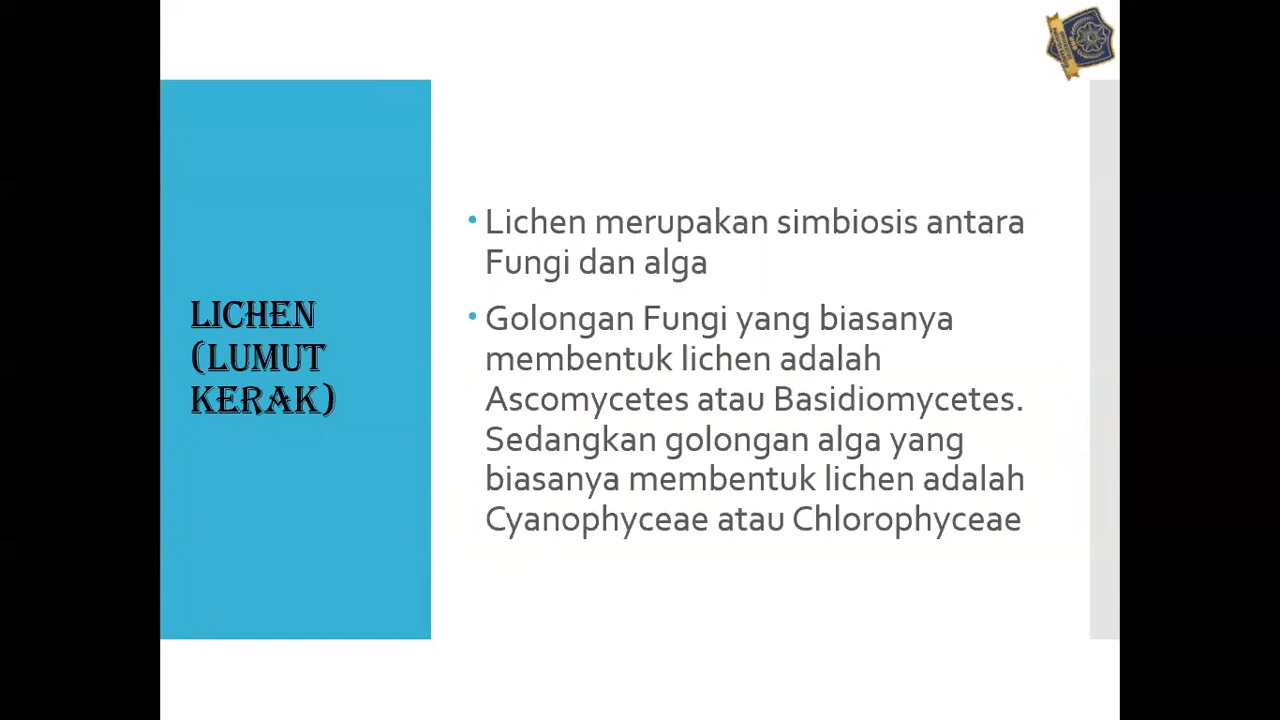 LICHEN
(LUMUT
KERAK)
• Lichen merupakan simbiosis antara
Fungi dan alga
• Golongan Fungi yang biasanya
membentuk lichen adalah
Ascomycetes atau Basidiomycetes.
Sedangkan golongan alga yang
biasanya membentuk lichen adalah
Cyanophyceae atau Chlorophyceae